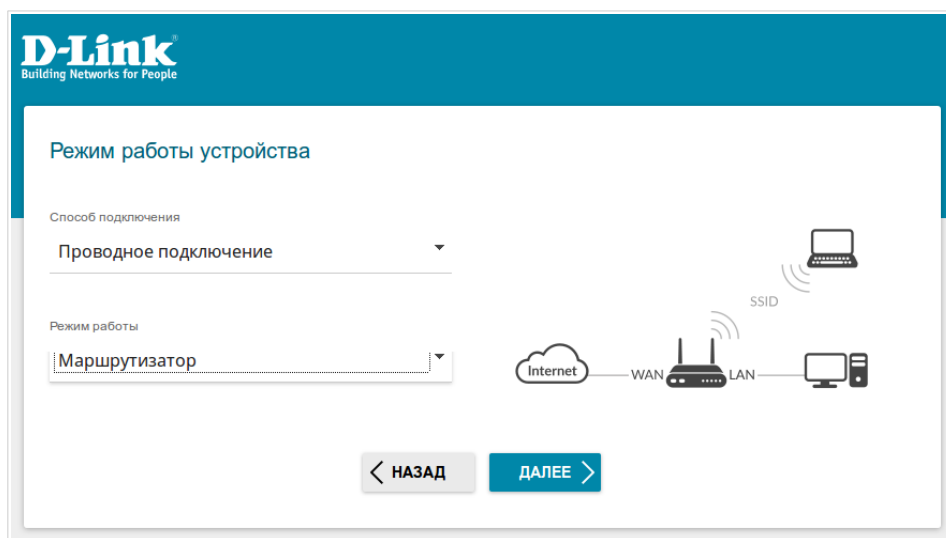 D-Link
Building Networks for People
Режим работы устройства
Способ подключения
Проводное подключение
SSID
Режим работы
Маршрутизатор
Internet
WAN
LAN
НАЗАД
ДАЛЕЕ